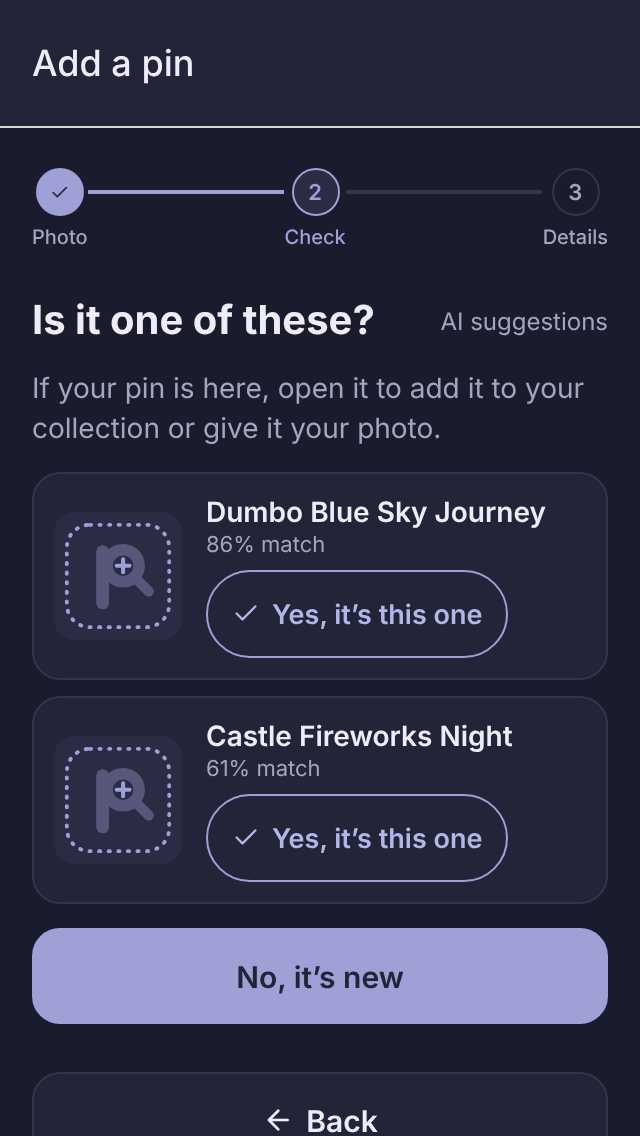 Add a pin
2
3
Photo
Check
Details
Is it one of these?
AI suggestions
If your pin is here, open it to add it to your
collection or give it your photo.
Dumbo Blue Sky Journey
86% match
Yes, it’s this one
Castle Fireworks Night
61% match
Yes, it’s this one
No, it’s new
Back